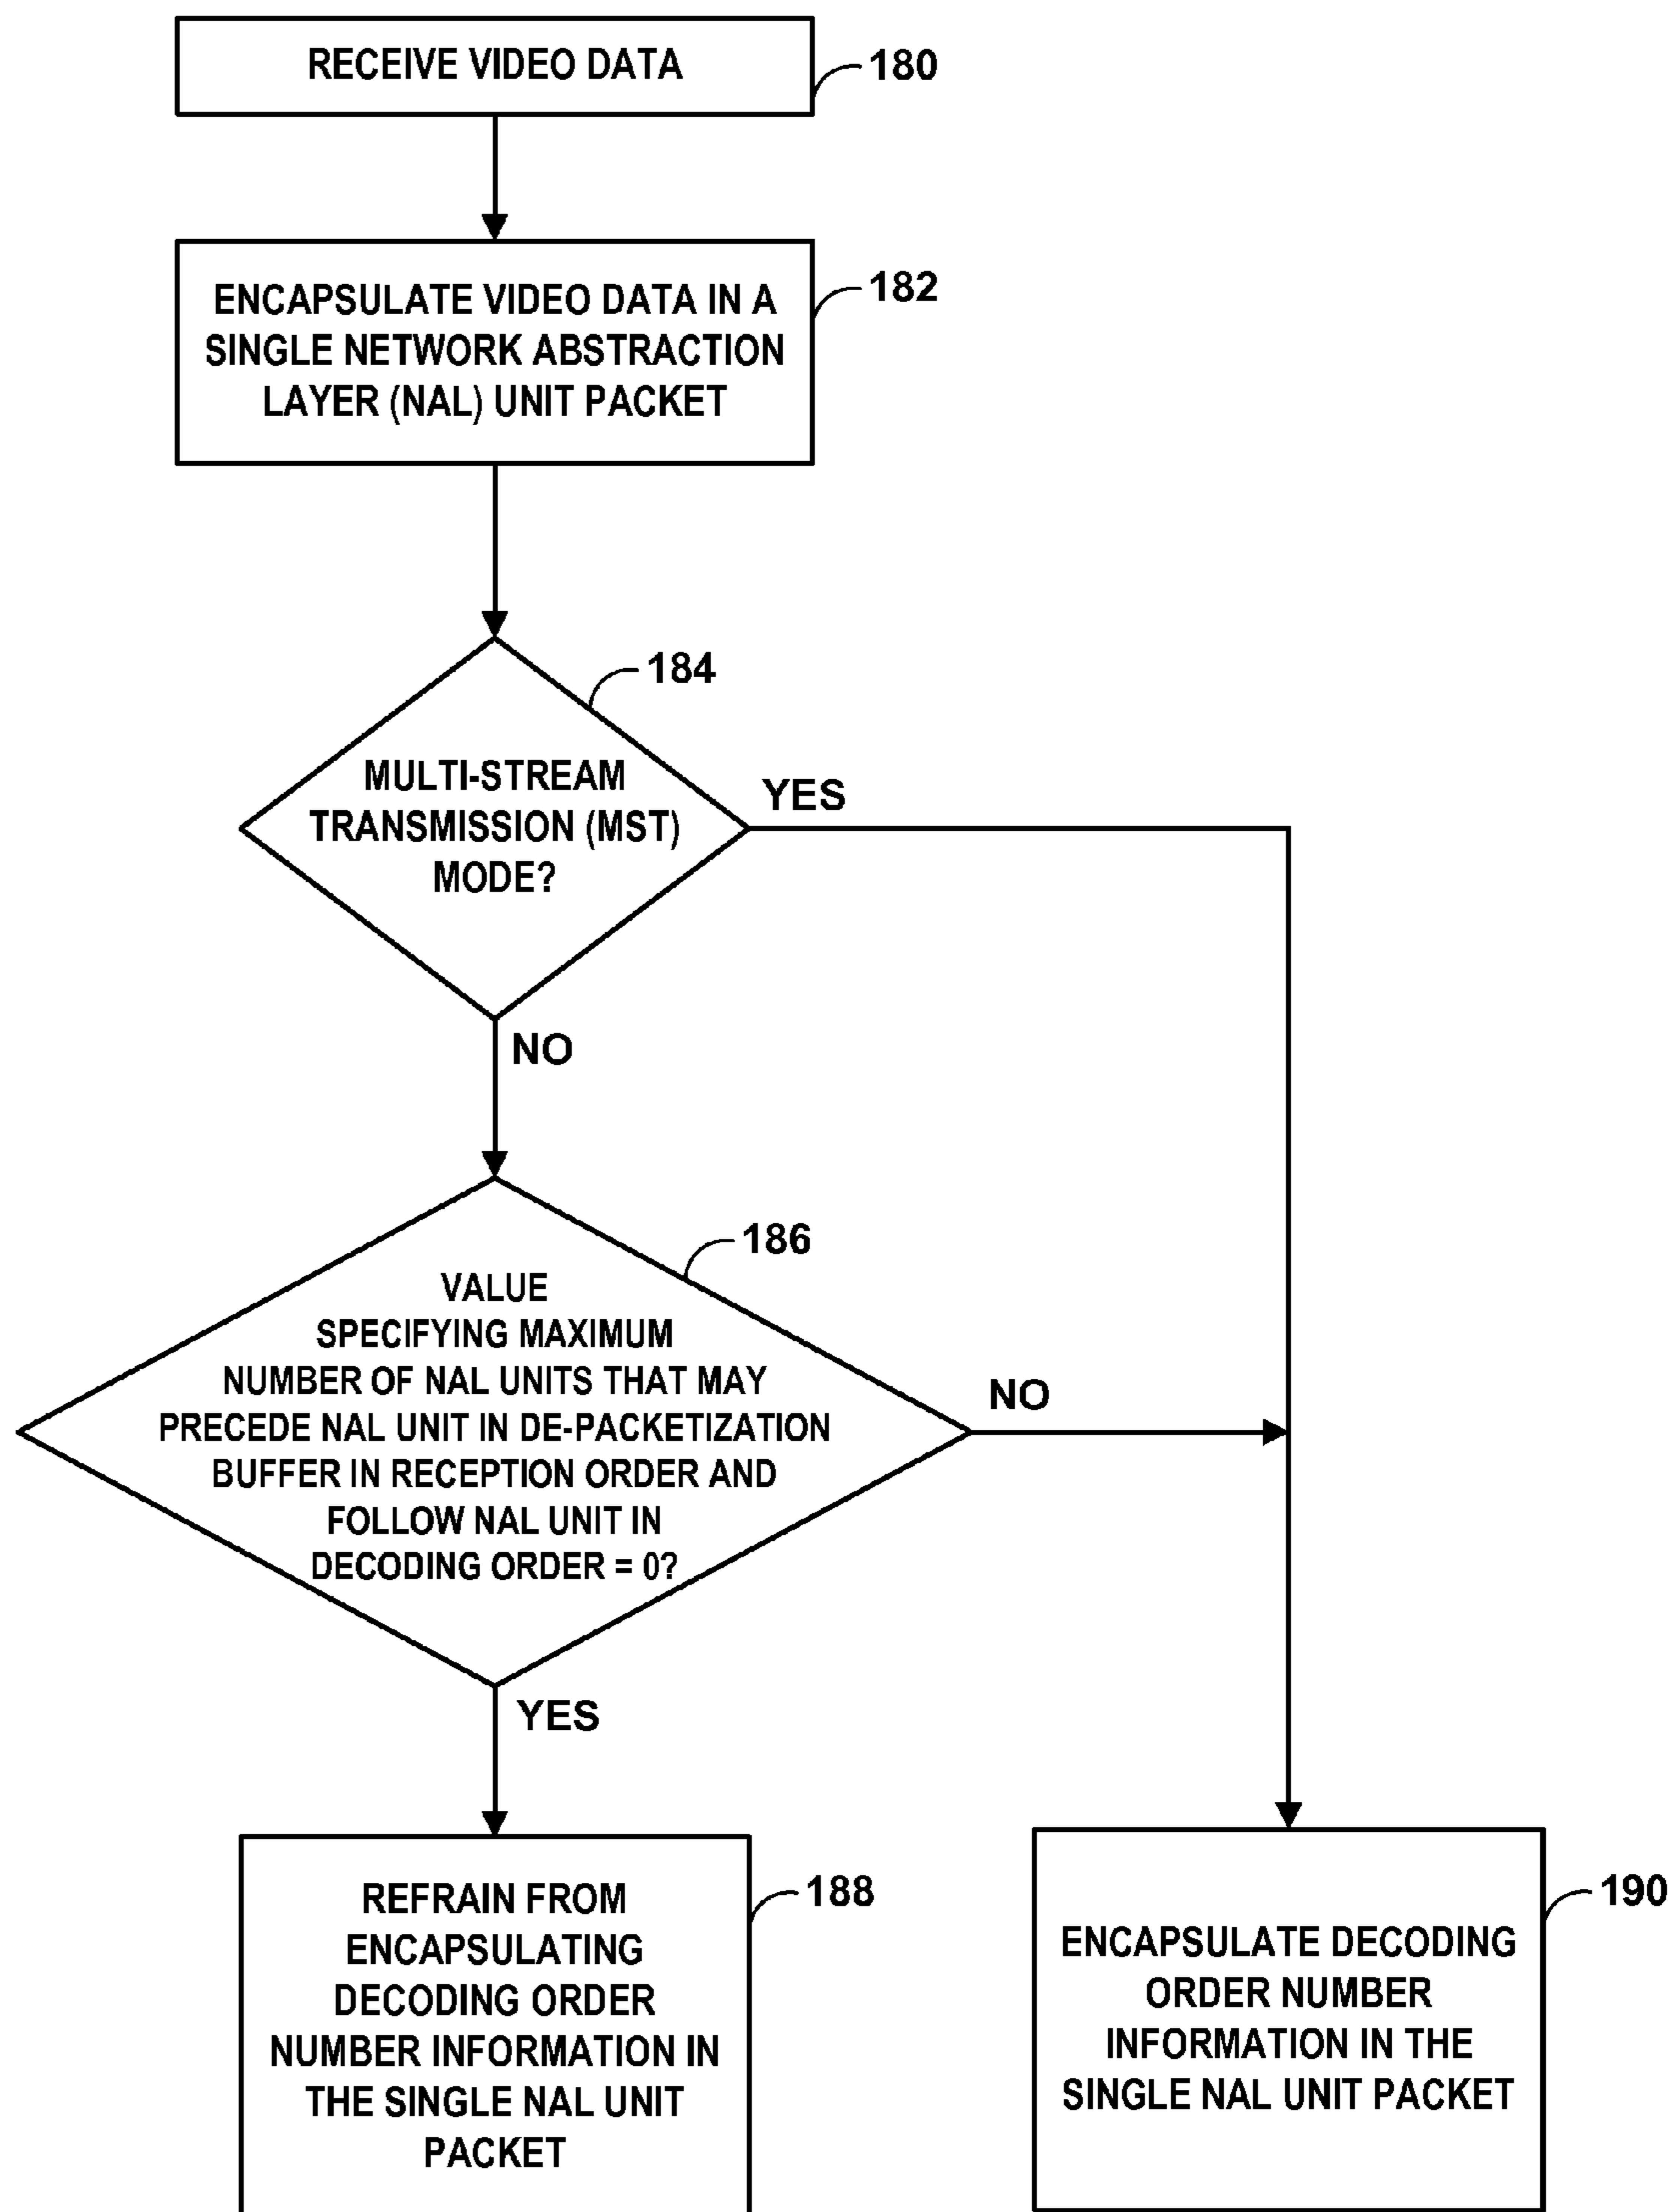 RECEIVE VIDEO DATA
180
ENCAPSULATE VIDEO DATA IN A
SINGLE NETWORK ABSTRACTION
LAYER (NAL) UNIT PACKET
182
184
MULTI-STREAM
TRANSMISSION (MST)
MODE?
YES
NO
186
VALUE
SPECIFYING MAXIMUM
NUMBER OF NAL UNITS THAT MAY
PRECEDE NAL UNIT IN DE-PACKETIZATION
BUFFER IN RECEPTION ORDER AND
FOLLOW NAL UNIT IN
DECODING ORDER = 0?
NO
YES
REFRAIN FROM
ENCAPSULATING
DECODING ORDER
NUMBER INFORMATION IN
THE SINGLE NAL UNIT
PACKET
188
ENCAPSULATE DECODING
ORDER NUMBER
INFORMATION IN THE
SINGLE NAL UNIT PACKET
190